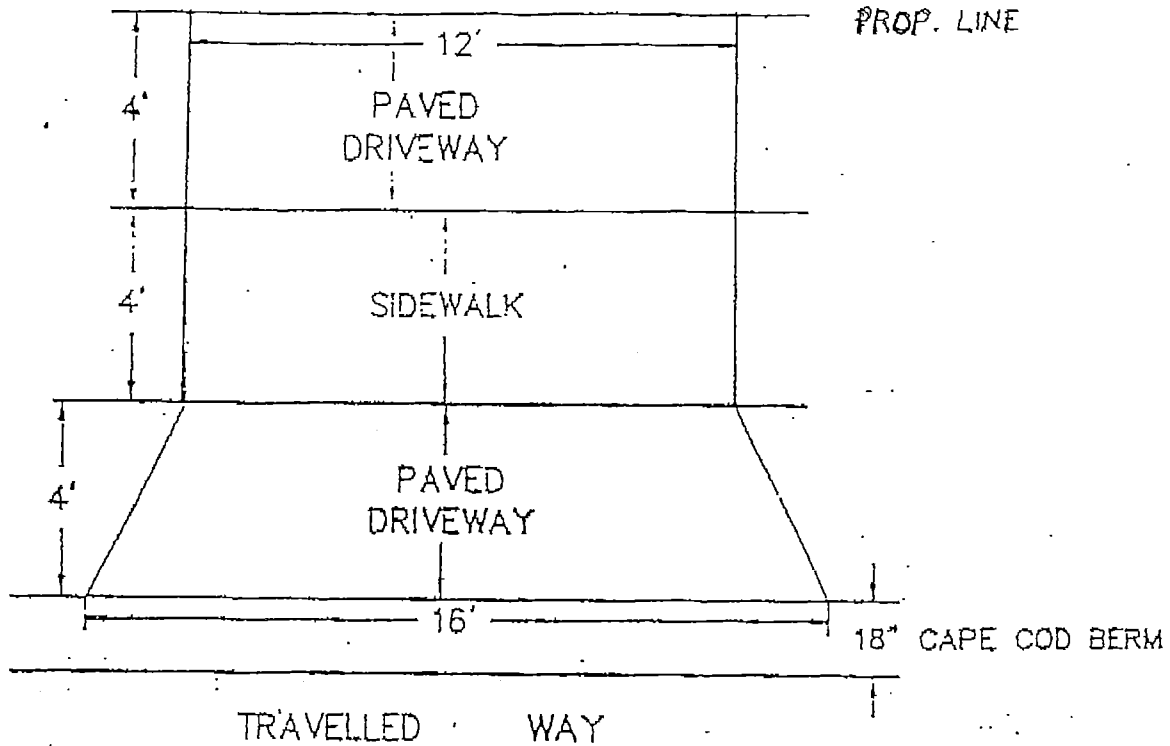 PROP. LINE
12'
4'
PAVED
DRIVEWAY
4'
SIDEWALK
4'
PAVED
DRIVEWAY
16'
18" CAPE COD BERM
TRAVELLED WAY